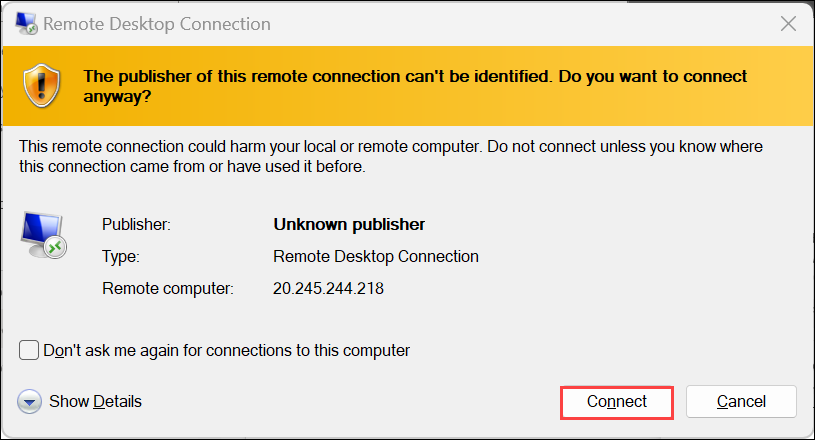 Remote Desktop Connection
The publisher of this remote connection can't be identified. Do you want to connect
anyway?
This remote connection could harm your local or remote computer. Do not connect unless you know where
this connection came from or have used it before.
Publisher: Unknown publisher
Type: Remote Desktop Connection
Remote computer: 20.245.244.218
Don't ask me again for connections to this computer
Show Details Connect Cancel